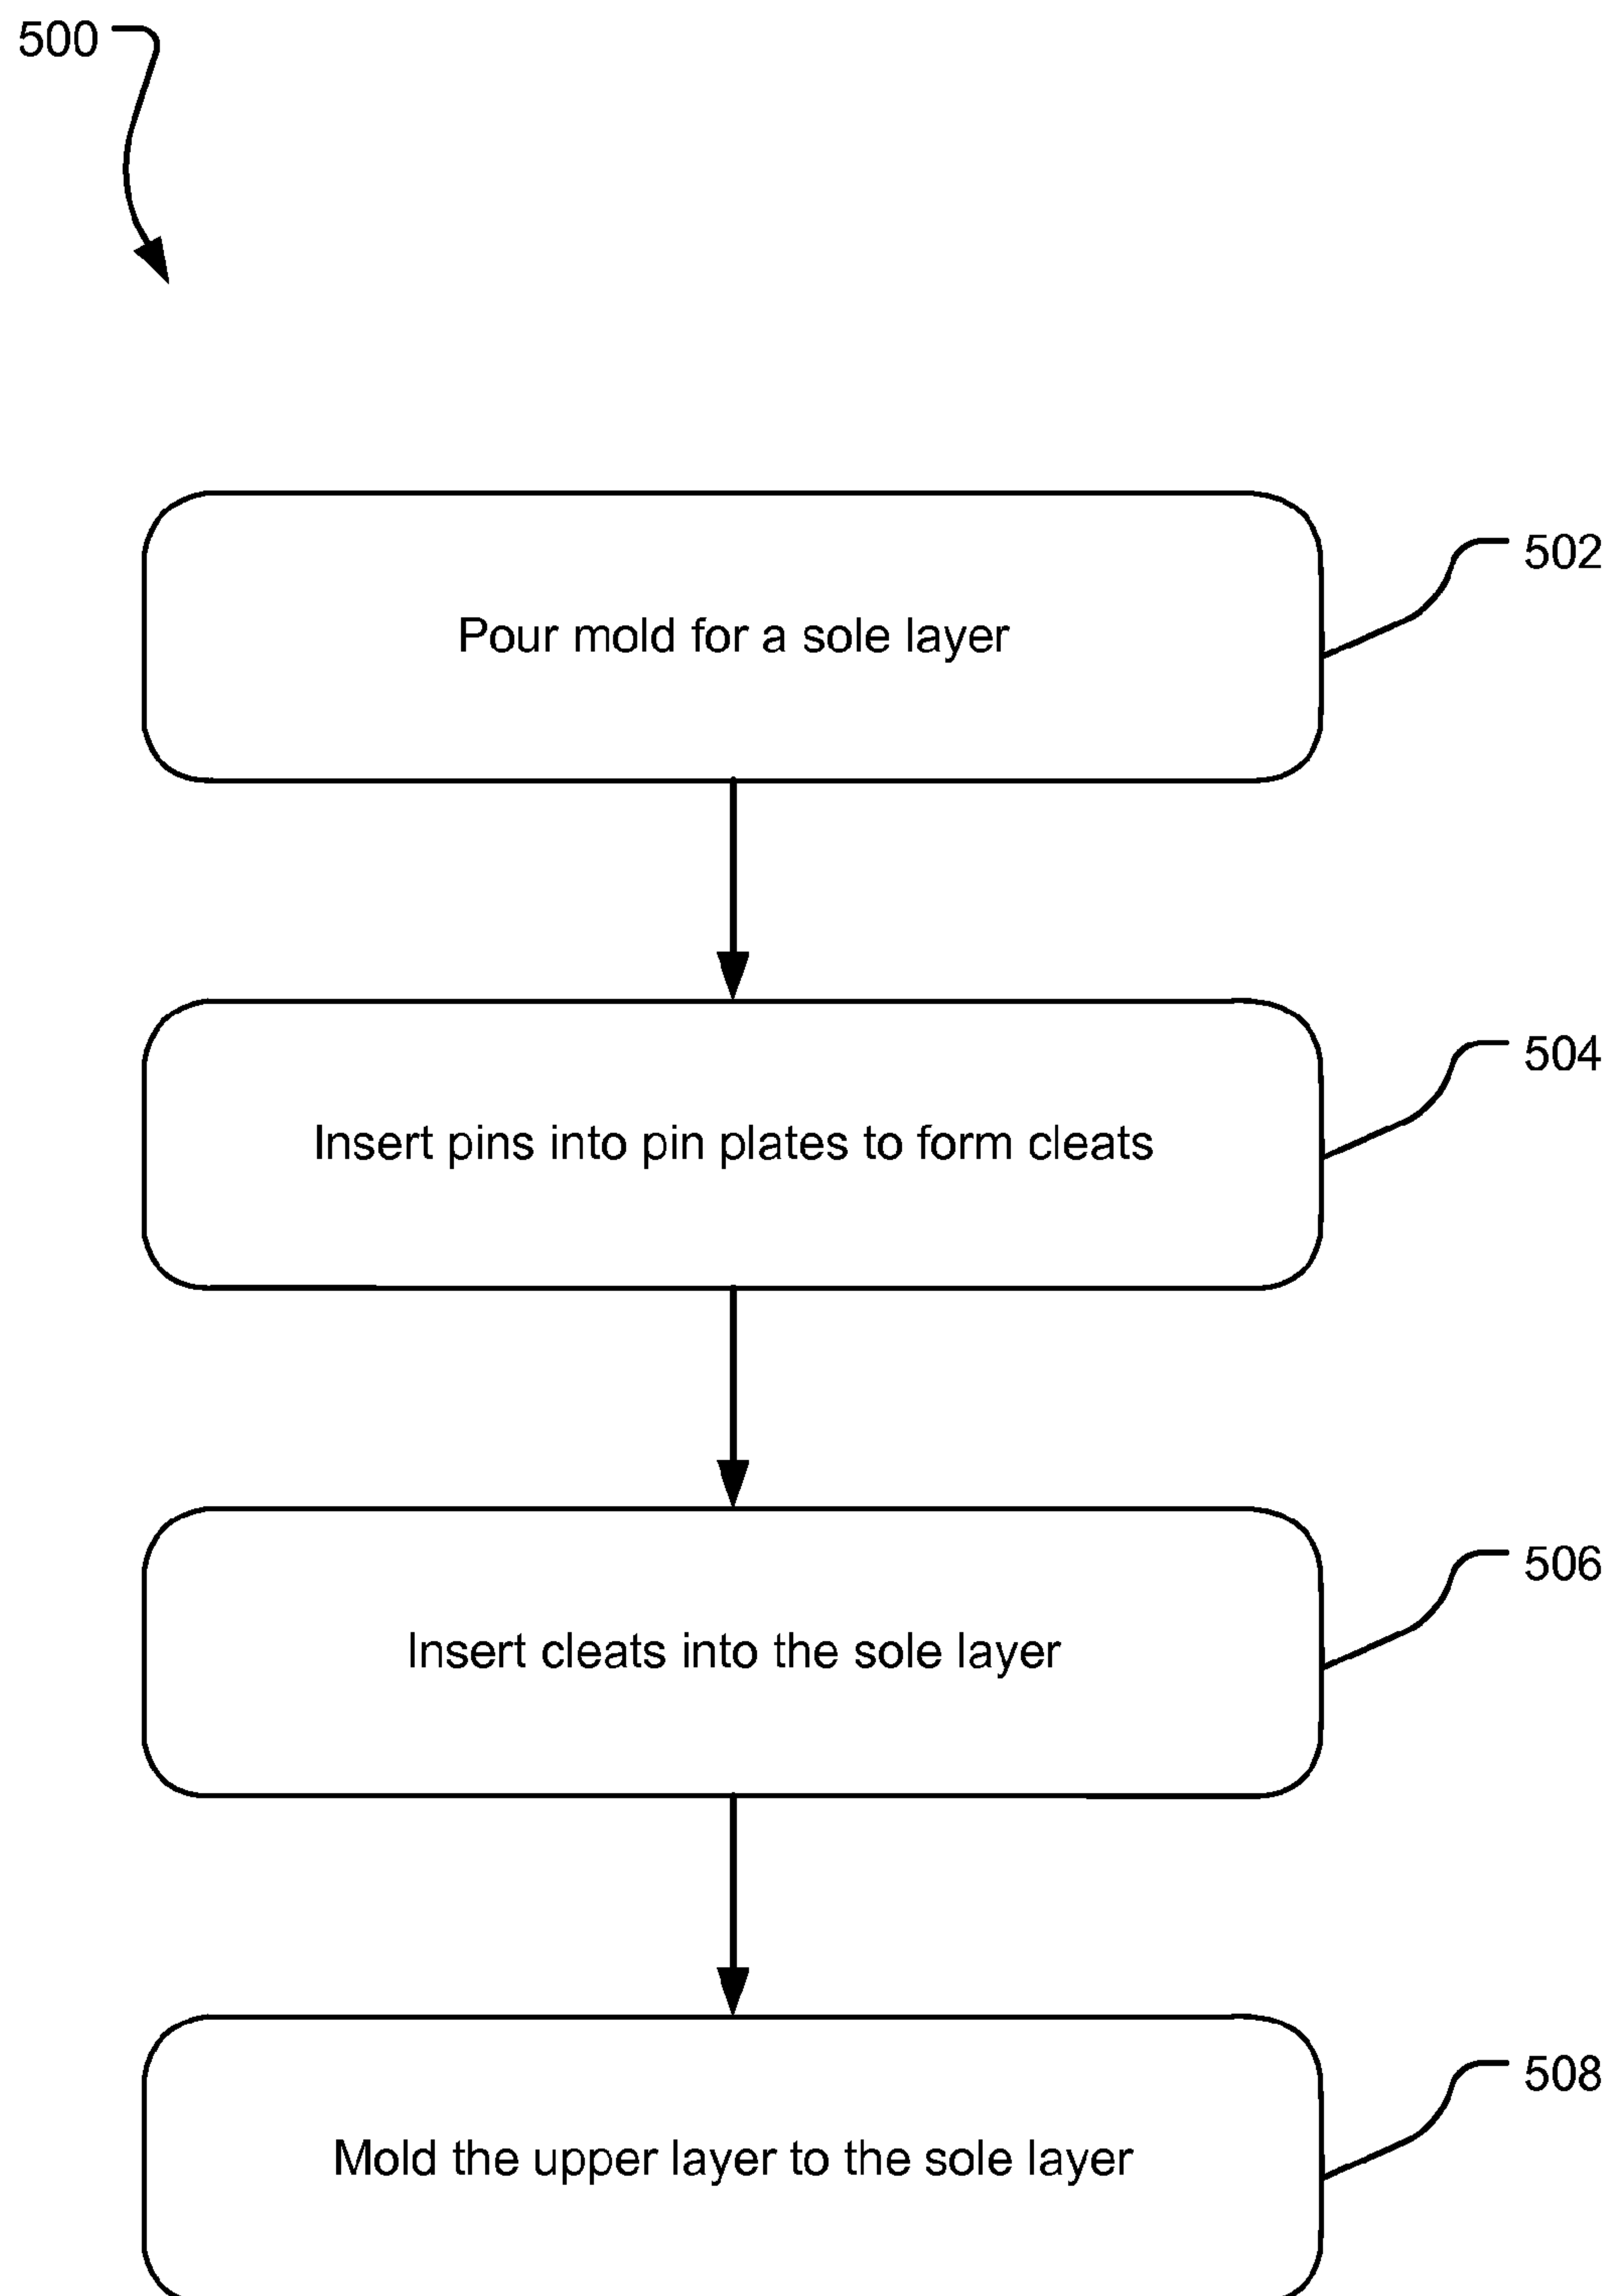 500
502
Pour mold for a sole layer
504
Insert pins into pin plates to form cleats
506
Insert cleats into the sole layer
508
Mold the upper layer to the sole layer